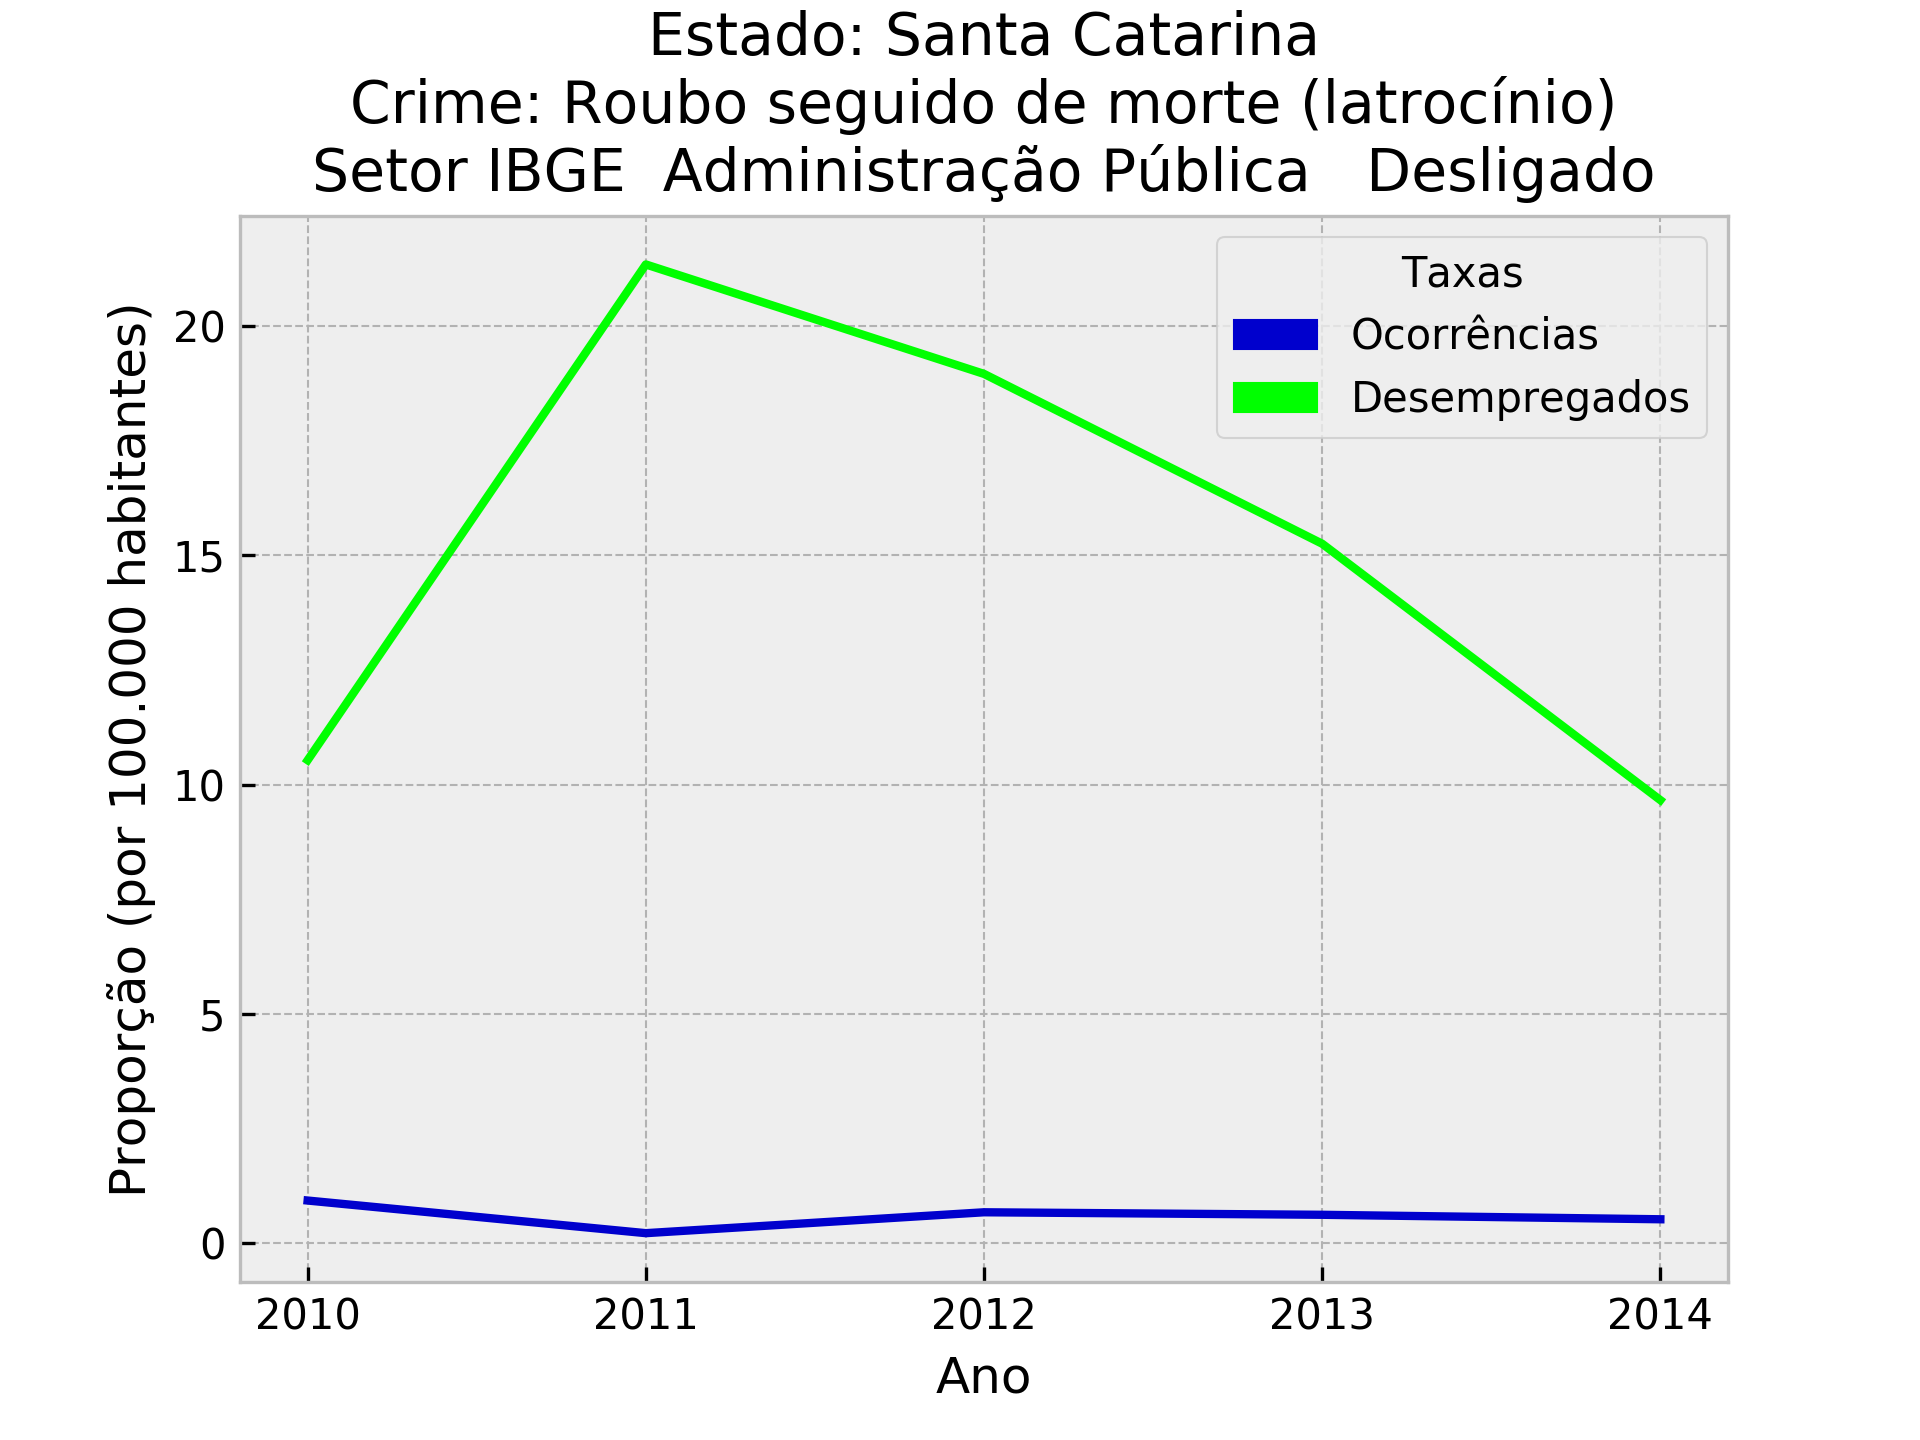 Estado: Santa Catarina
Crime: Roubo seguido de morte (latrocínio)
Setor IBGE  Administração Pública   Desligado
Taxas
Ocorrências
Desempregados
Proporção (por 100.000 habitantes)
20
15
10
5
0
2010 2011 2012 2013 2014
Ano